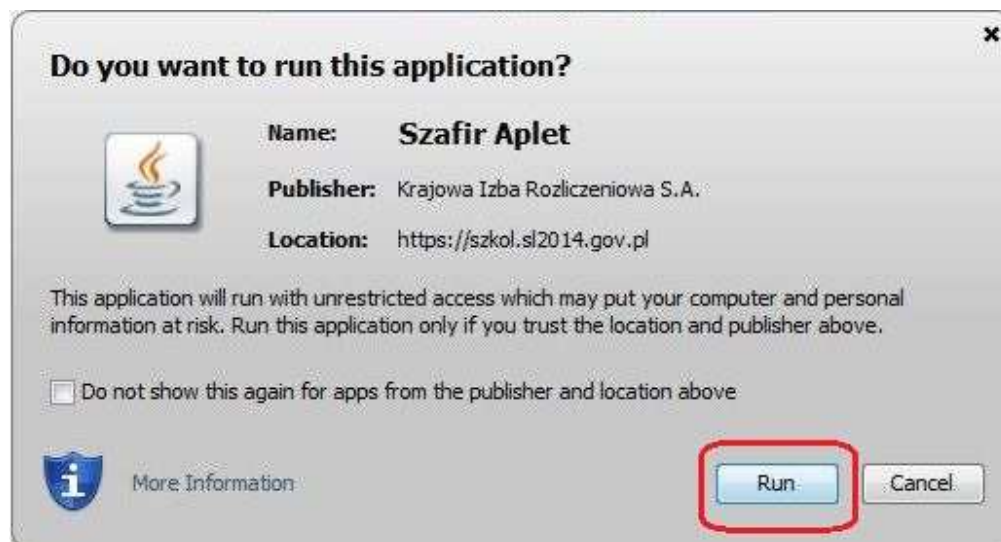 Do you want to run this application?
Name: Szafir Aplet
Publisher: Krajowa Izba Rozliczeniowa S.A.
Location: https://szkol.sl2014.gov.pl
This application will run with unrestricted access which may put your computer and personal
information at risk. Run this application only if you trust the location and publisher above.
Do not show this again for apps from the publisher and location above
More Information
Run
Cancel